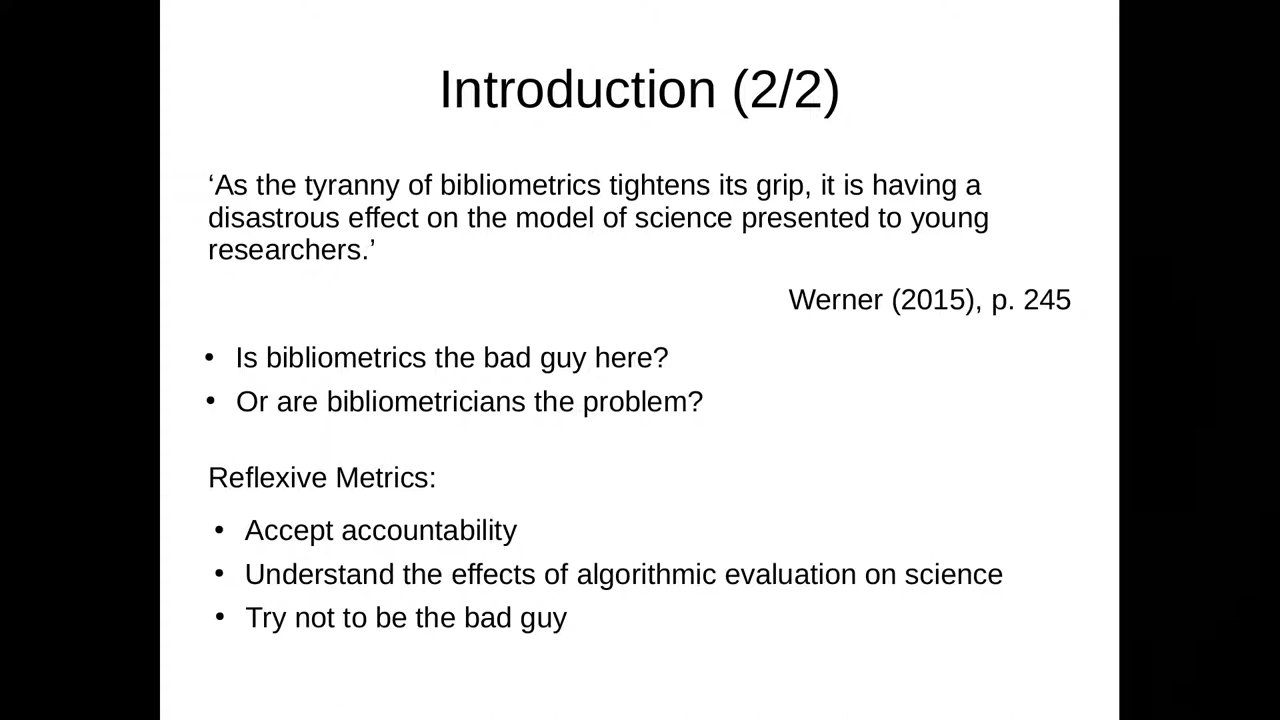 Introduction (2/2)
‘As the tyranny of bibliometrics tightens its grip, it is having a
disastrous effect on the model of science presented to young
researchers.’
Werner (2015), p. 245
• Is bibliometrics the bad guy here?
• Or are bibliometricians the problem?
Reflexive Metrics:
• Accept accountability
• Understand the effects of algorithmic evaluation on science
• Try not to be the bad guy